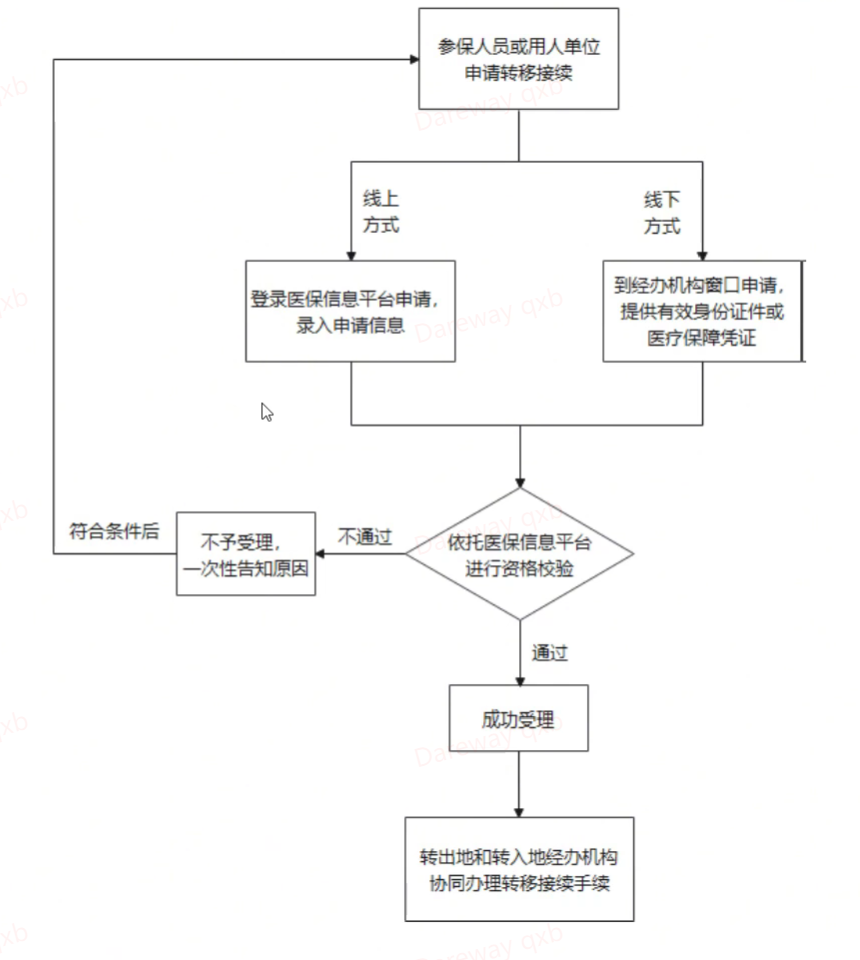 参保人员或用人单位
申请转移接续
线上
方式
线下
方式
登录医保信息平台申请，
录入申请信息
到经办机构窗口申请，
提供有效身份证件或
医疗保障凭证
符合条件后
不予受理，
一次性告知原因
不通过
依托医保信息平台
进行资格校验
通过
成功受理
转出地和转入地经办机构
协同办理转移接续手续
qxb
Dareway qxb
qxb
Dareway qxb
qxb
Dareway qxb
qxb
Dareway qxb
qxb
Dareway qxb